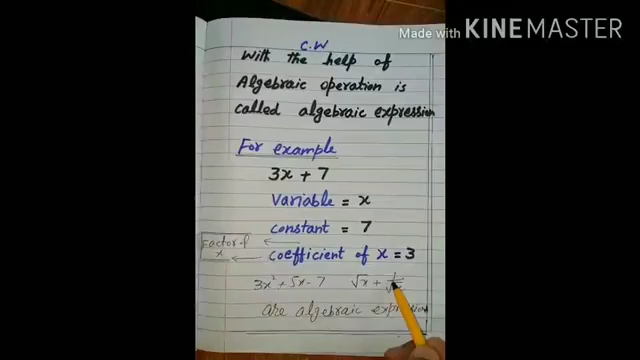 Made with KINEMASTER
C.W
With the help of
Algebraic operation is
called algebraic expression
For example
3x + 7
Variable = x
constant = 7
Factor of
x
coefficient of x = 3
3x² + 5x - 7 √x +
are algebraic expression